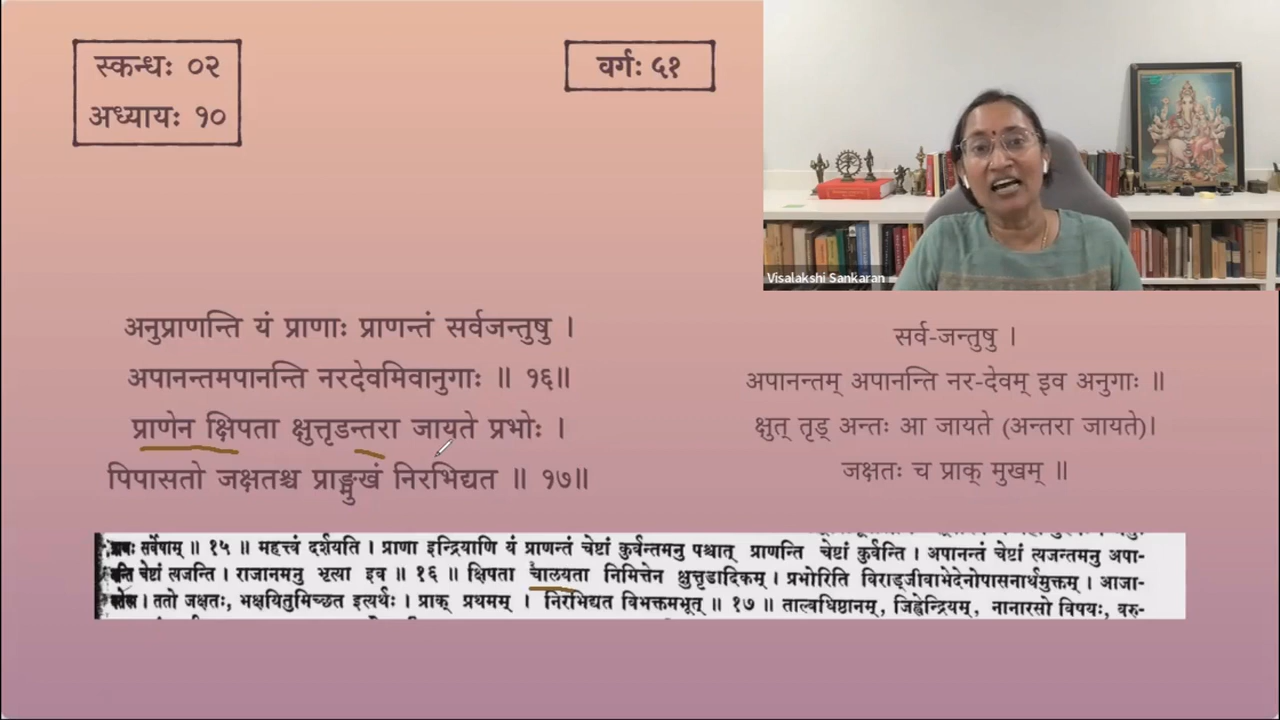 स्कन्धः ०२
अध्यायः १०
वर्गः ५१
Visalakshi Sankaran
अनुप्राणन्ति यं प्राणाः प्राणन्तं सर्वजन्तुषु ।
अपानन्तमपानन्ति नरदेवमिवानुगाः ॥ १६॥
प्राणेन क्षिपता क्षुत्तृडन्तरा जायते प्रभोः ।
पिपासतो जक्षतश्च प्राङ्मुखं निरभिद्यत ॥ १७॥
सर्व-जन्तुषु ।
अपानन्तम् अपानन्ति नर-देवम् इव अनुगाः ॥
क्षुत् तृड् अन्तः आ जायते (अन्तरा जायते)।
जक्षतः च प्राक् मुखम् ॥
सर्वेषाम् ॥ १५ ॥ महत्त्वं दर्शयति । प्राणा इन्द्रियाणि यं प्राणन्तं चेष्टां कुर्वन्तमनु पश्चात् प्राणन्ति चेष्टां कुर्वन्ति । अपानन्तं चेष्टां त्यजन्तमनु अपा-
चेष्टां त्यजन्ति । राजानमनु भृत्या इव ॥ १६ ॥ क्षिपता चालयता निमित्तेन क्षुत्तृडादिकम् । प्रभोरिति विराड्जीवाभेदेनोपासनार्थमुक्तम् । आजा-
ततो जक्षतः, भक्षयितुमिच्छत इत्यर्थः । प्राक् प्रथमम् । निरभिद्यत विभक्तमभूत् ॥ १७ ॥ ताल्वधिष्ठानम्, जिह्वेन्द्रियम्, नानारसो विषयः, वरु-